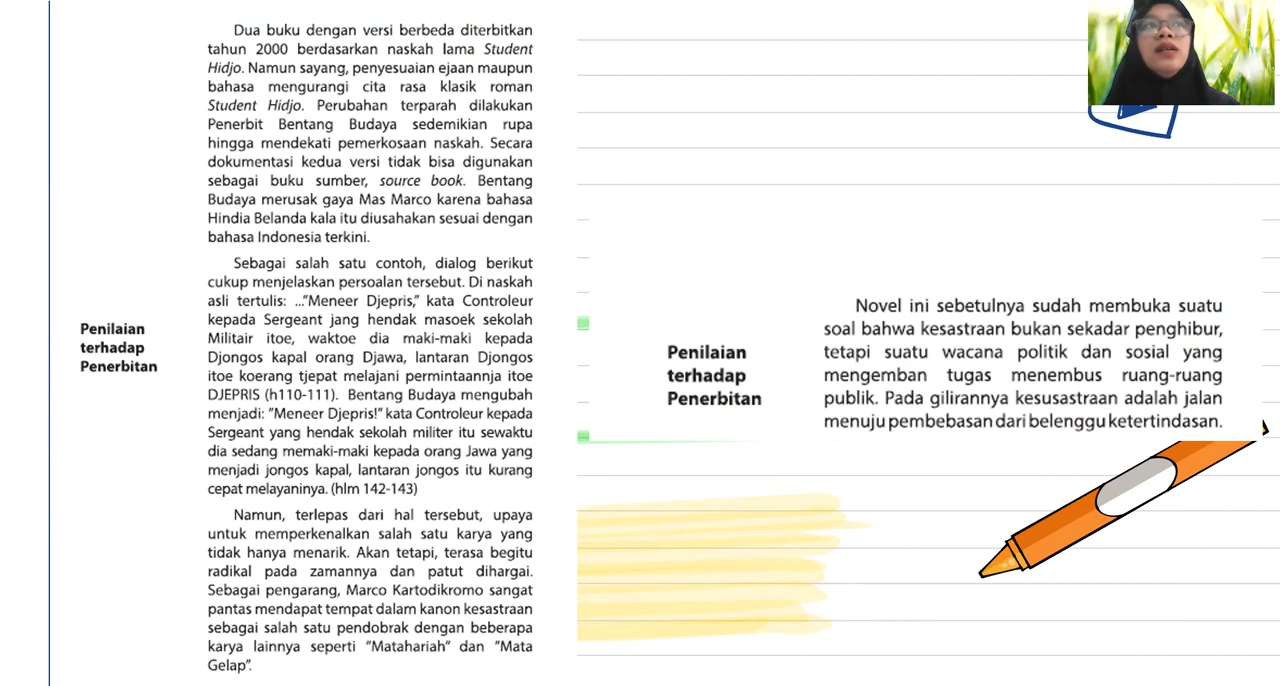 Dua buku dengan versi berbeda diterbitkan
tahun 2000 berdasarkan naskah lama Student
Hidjo. Namun sayang, penyesuaian ejaan maupun
bahasa mengurangi cita rasa klasik roman
Student Hidjo. Perubahan terparah dilakukan
Penerbit Bentang Budaya sedemikian rupa
hingga mendekati pemerkosaan naskah. Secara
dokumentasi kedua versi tidak bisa digunakan
sebagai buku sumber, source book. Bentang
Budaya merusak gaya Mas Marco karena bahasa
Hindia Belanda kala itu diusahakan sesuai dengan
bahasa Indonesia terkini.
Sebagai salah satu contoh, dialog berikut
cukup menjelaskan persoalan tersebut. Di naskah
asli tertulis: ..."Meneer Djepris," kata Controleur
kepada Sergeant jang hendak masoek sekolah
Militair itoe, waktoe dia maki-maki kepada
Djongos kapal orang Djawa, lantaran Djongos
itoe koerang tjepat melajani permintaannja itoe
DJEPRIS (h110-111). Bentang Budaya mengubah
menjadi: "Meneer Djepris!" kata Controleur kepada
Sergeant yang hendak sekolah militer itu sewaktu
dia sedang memaki-maki kepada orang Jawa yang
menjadi jongos kapal, lantaran jongos itu kurang
cepat melayaninya. (hlm 142-143)
Namun, terlepas dari hal tersebut, upaya
untuk memperkenalkan salah satu karya yang
tidak hanya menarik. Akan tetapi, terasa begitu
radikal pada zamannya dan patut dihargai.
Sebagai pengarang, Marco Kartodikromo sangat
pantas mendapat tempat dalam kanon kesastraan
sebagai salah satu pendobrak dengan beberapa
karya lainnya seperti "Matahariah" dan "Mata
Gelap".
Penilaian
terhadap
Penerbitan
Penilaian
terhadap
Penerbitan
Novel ini sebetulnya sudah membuka suatu
soal bahwa kesastraan bukan sekadar penghibur,
tetapi suatu wacana politik dan sosial yang
mengemban tugas menembus ruang-ruang
publik. Pada gilirannya kesusastraan adalah jalan
menuju pembebasan dari belenggu ketertindasan.